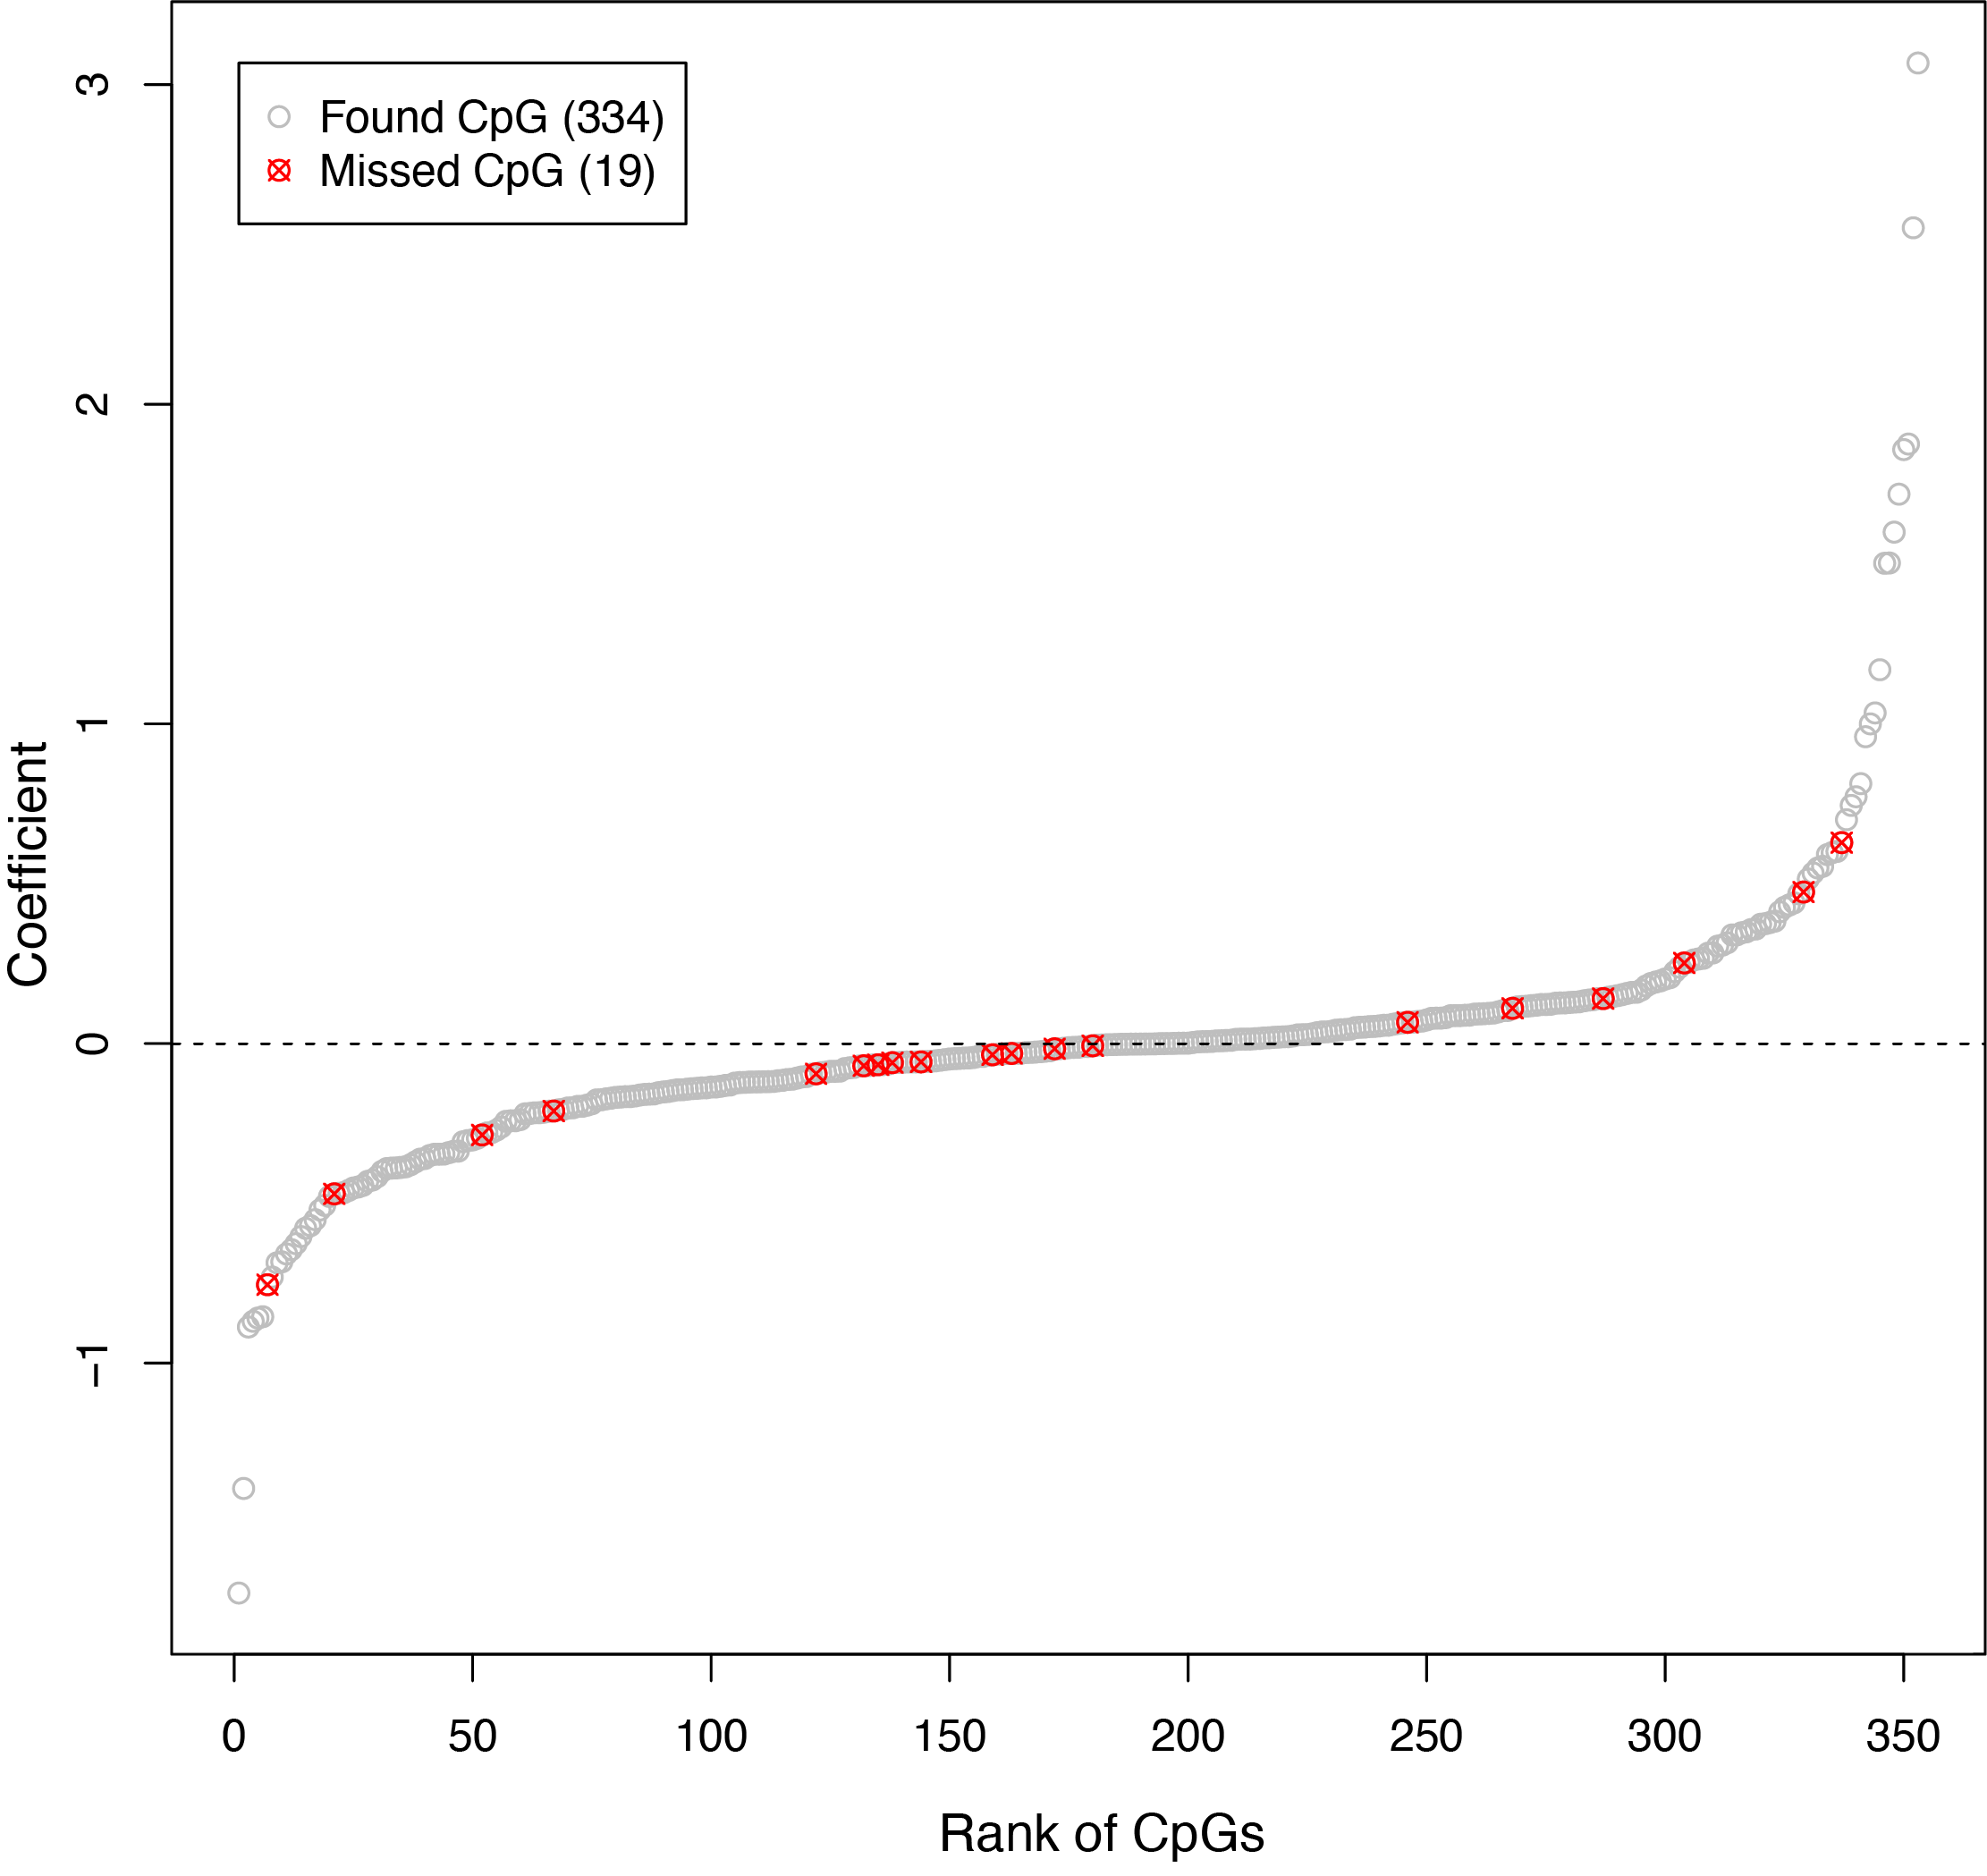 Found CpG (334)
Missed CpG (19)
3
2
1
0
−1
Coefficient
0 50 100 150 200 250 300 350
Rank of CpGs